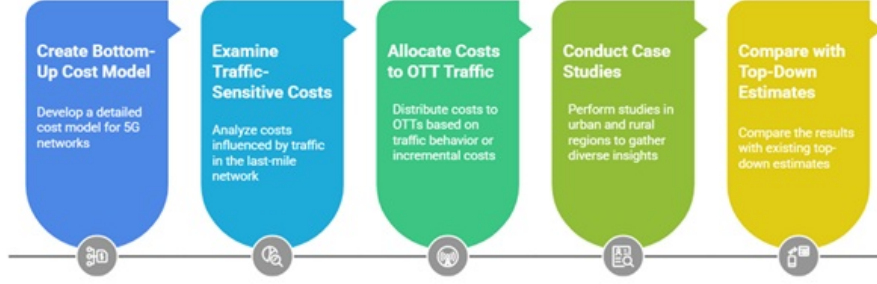 Create Bottom-
Up Cost Model
Develop a detailed
cost model for 5G
networks
Examine
Traffic-
Sensitive Costs
Analyze costs
influenced by traffic
in the last-mile
network
Allocate Costs
to OTT Traffic
Distribute costs to
OTTs based on
traffic behavior or
incremental costs
Conduct Case
Studies
Perform studies in
urban and rural
regions to gather
diverse insights
Compare with
Top-Down
Estimates
Compare the results
with existing top-
down estimates